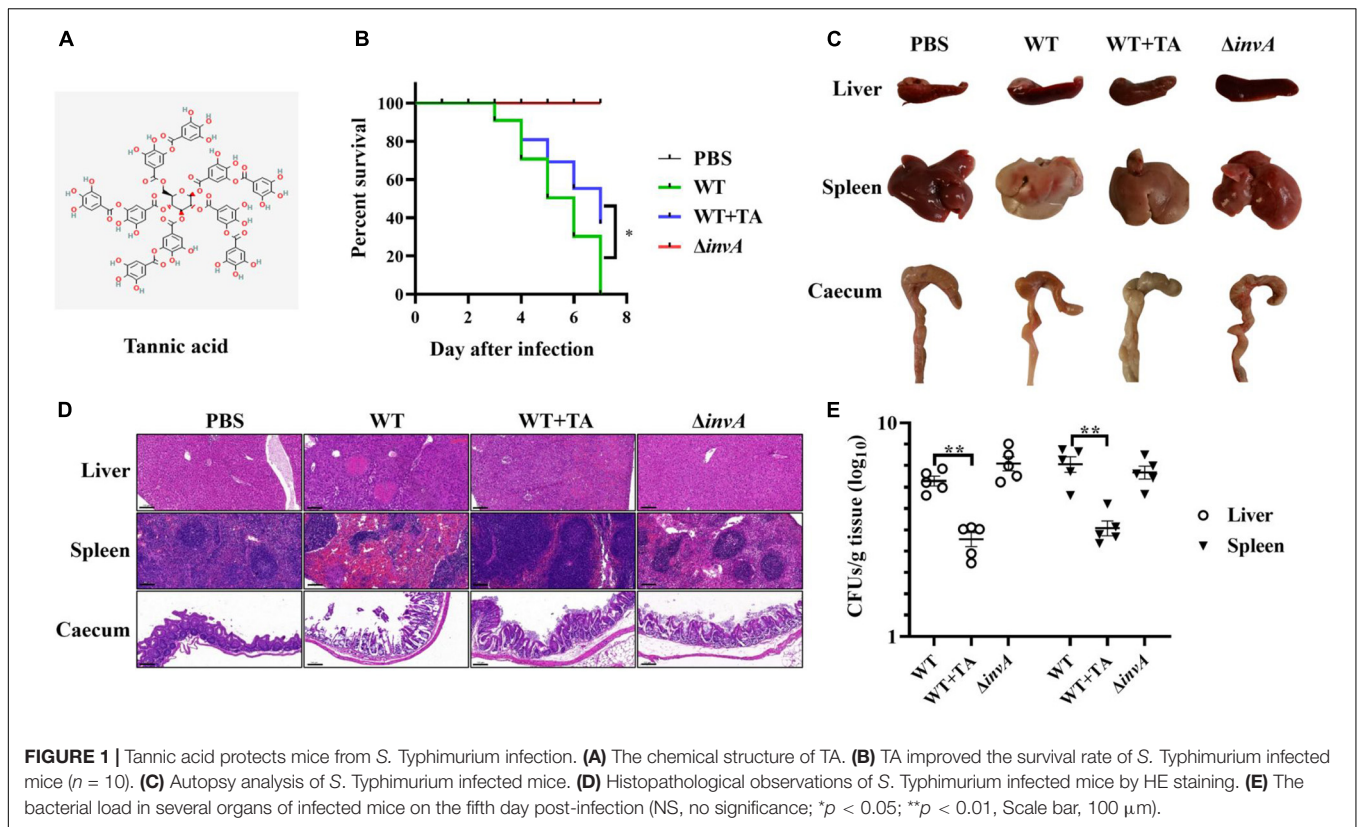 A
Tannic acid
B
Percent survival
100
80
60
40
20
0
0 2 4 6 8
Day after infection
PBS
WT
WT+TA
ΔinvA
*
C
PBS WT WT+TA ΔinvA
Liver
Spleen
Caecum
D
PBS WT WT+TA ΔinvA
Liver
Spleen
Caecum
E
CFUs/g tissue (log10)
10
1
** **
WT WT+TA ΔinvA WT WT+TA ΔinvA
Liver
Spleen
FIGURE 1 | Tannic acid protects mice from S. Typhimurium infection. (A) The chemical structure of TA. (B) TA improved the survival rate of S. Typhimurium infected
mice (n = 10). (C) Autopsy analysis of S. Typhimurium infected mice. (D) Histopathological observations of S. Typhimurium infected mice by HE staining. (E) The
bacterial load in several organs of infected mice on the fifth day post-infection (NS, no significance; *p < 0.05; **p < 0.01, Scale bar, 100 μm).